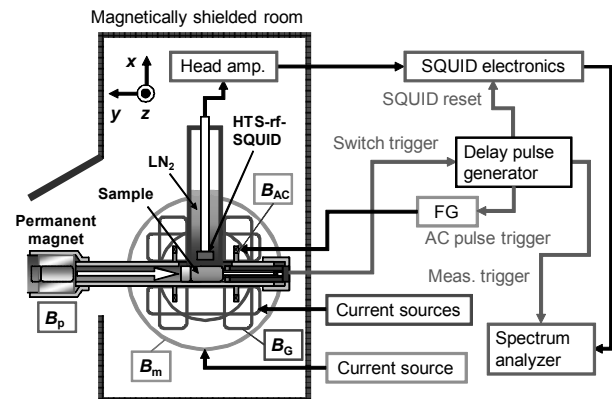 Magnetically shielded room
x
y
z
Head amp.
SQUID electronics
SQUID reset
HTS-rf-
SQUID
Switch trigger
Delay pulse
generator
LN2
Sample
BAC
FG
AC pulse trigger
Permanent
magnet
Meas. trigger
Bp
Current sources
BG
Bm
Current source
Spectrum
analyzer